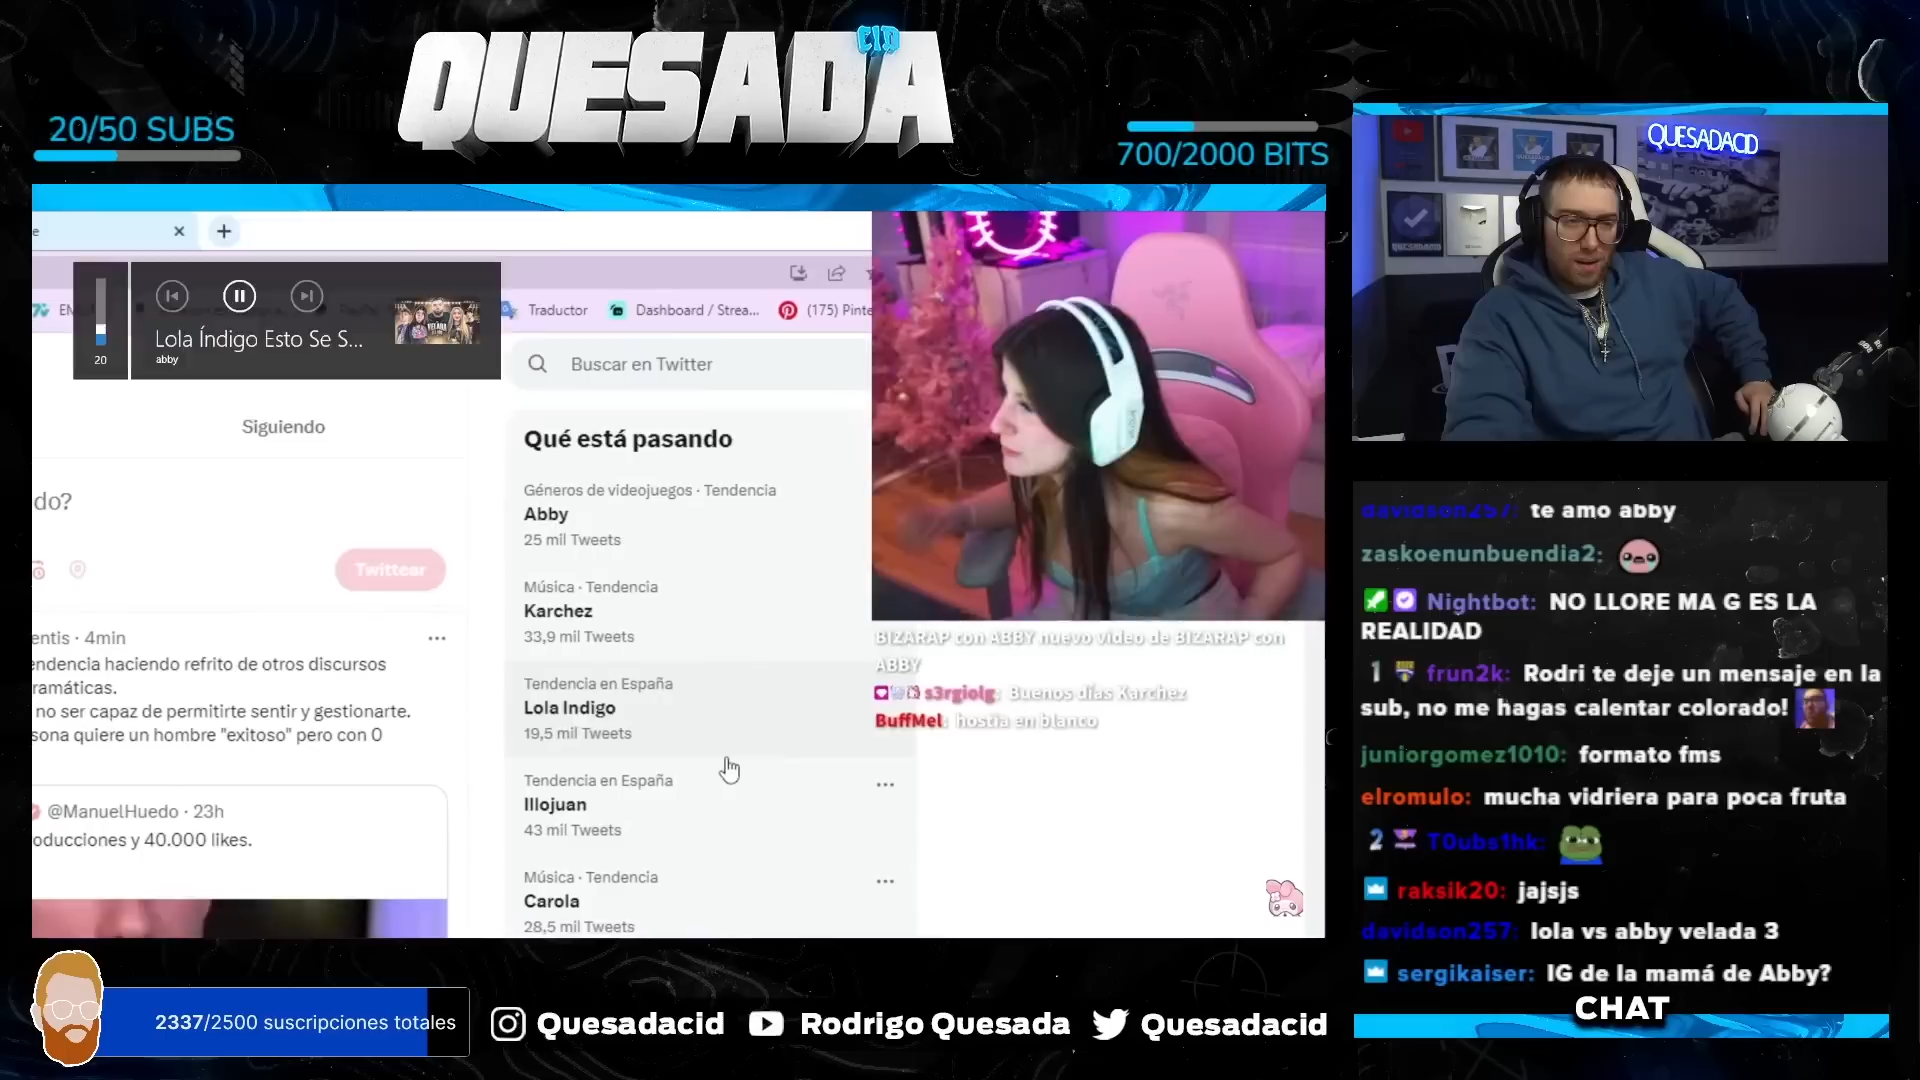 CID
QUESADA
20/50 SUBS
700/2000 BITS
QUESADACID
e
Traductor
Dashboard / Strea...
(175) Pinte
Lola Índigo Esto Se S...
abby
20
Buscar en Twitter
Siguiendo
do?
Twittear
Qué está pasando
Géneros de videojuegos · Tendencia
Abby
25 mil Tweets
Música · Tendencia
Karchez
33,9 mil Tweets
Tendencia en España
Lola Indigo
19,5 mil Tweets
Tendencia en España
Illojuan
43 mil Tweets
Música · Tendencia
Carola
28,5 mil Tweets
entis · 4min
endencia haciendo refrito de otros discursos
ramáticas.
no ser capaz de permitirte sentir y gestionarte.
sona quiere un hombre "exitoso" pero con 0
@ManuelHuedo · 23h
oducciones y 40.000 likes.
BIZARAP con ABBY nuevo video de BIZARAP con
ABBY
s3rgiolg: Buenos días Karchez
BuffMel: hostia en blanco
davidson257: te amo abby
zaskoenunbuendia2:
Nightbot: NO LLORE MA G ES LA
REALIDAD
1 frun2k: Rodri te deje un mensaje en la
sub, no me hagas calentar colorado!
juniorgomez1010: formato fms
elromulo: mucha vidriera para poca fruta
2 T0ubs1hk:
raksik20: jajsjs
davidson257: lola vs abby velada 3
sergikaiser: IG de la mamá de Abby?
CHAT
2337/2500 suscripciones totales
Quesadacid
Rodrigo Quesada
Quesadacid